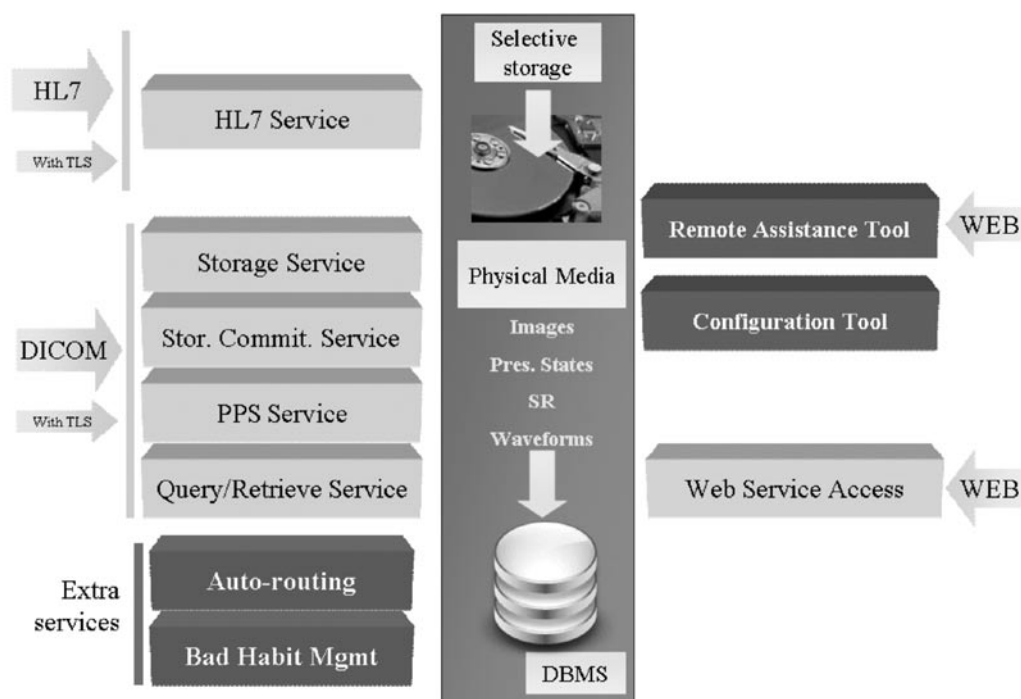 HL7
With TLS
HL7 Service
DICOM
With TLS
Storage Service
Stor. Commit. Service
PPS Service
Query/Retrieve Service
Extra
services
Auto-routing
Bad Habit Mgmt
Selective
storage
Physical Media
Images
Pres. States
SR
Waveforms
DBMS
Remote Assistance Tool
WEB
Configuration Tool
Web Service Access
WEB